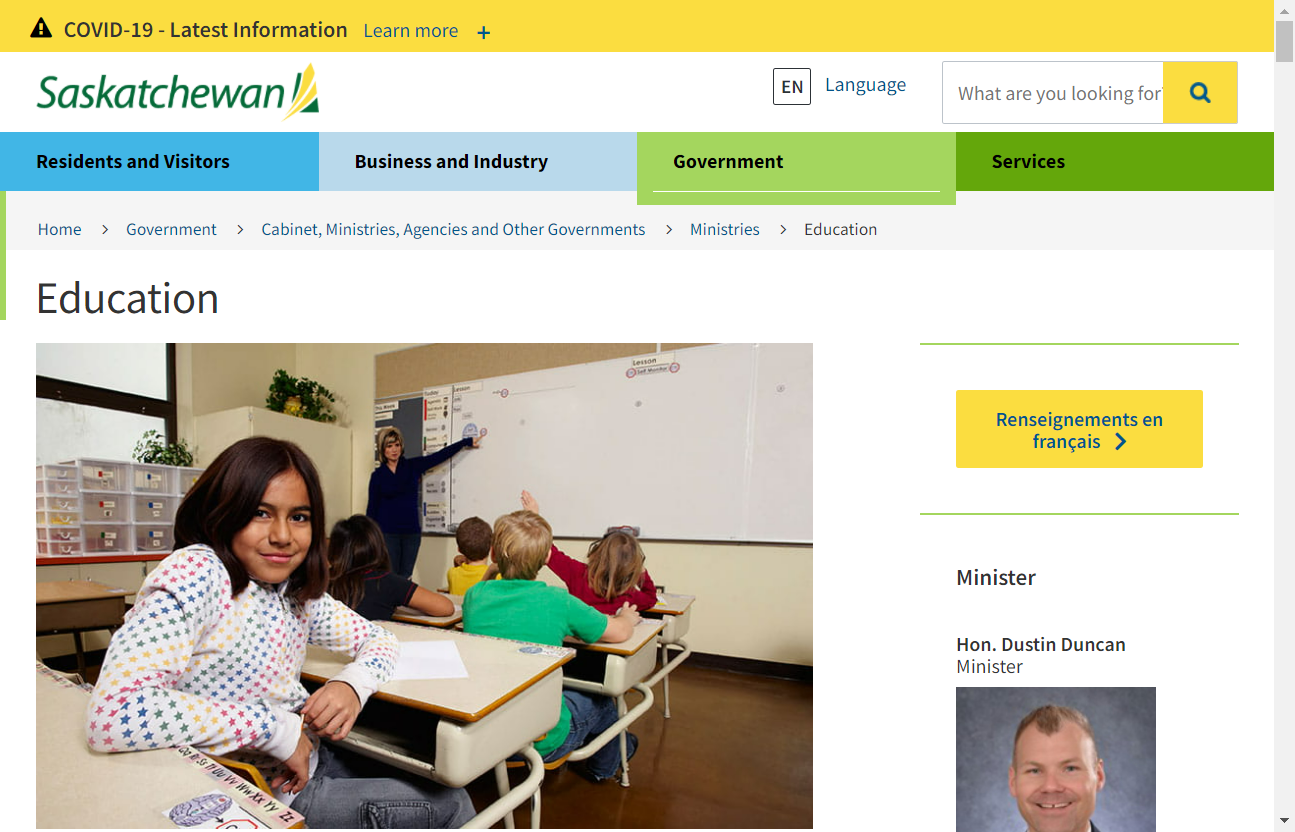 COVID-19 - Latest Information Learn more +
Saskatchewan
EN Language What are you looking for
Residents and Visitors Business and Industry Government Services
Home > Government > Cabinet, Ministries, Agencies and Other Governments > Ministries > Education
Education
Lesson
Self Monitor
Today
Lesson
Renseignements en
français
Minister
Hon. Dustin Duncan
Minister